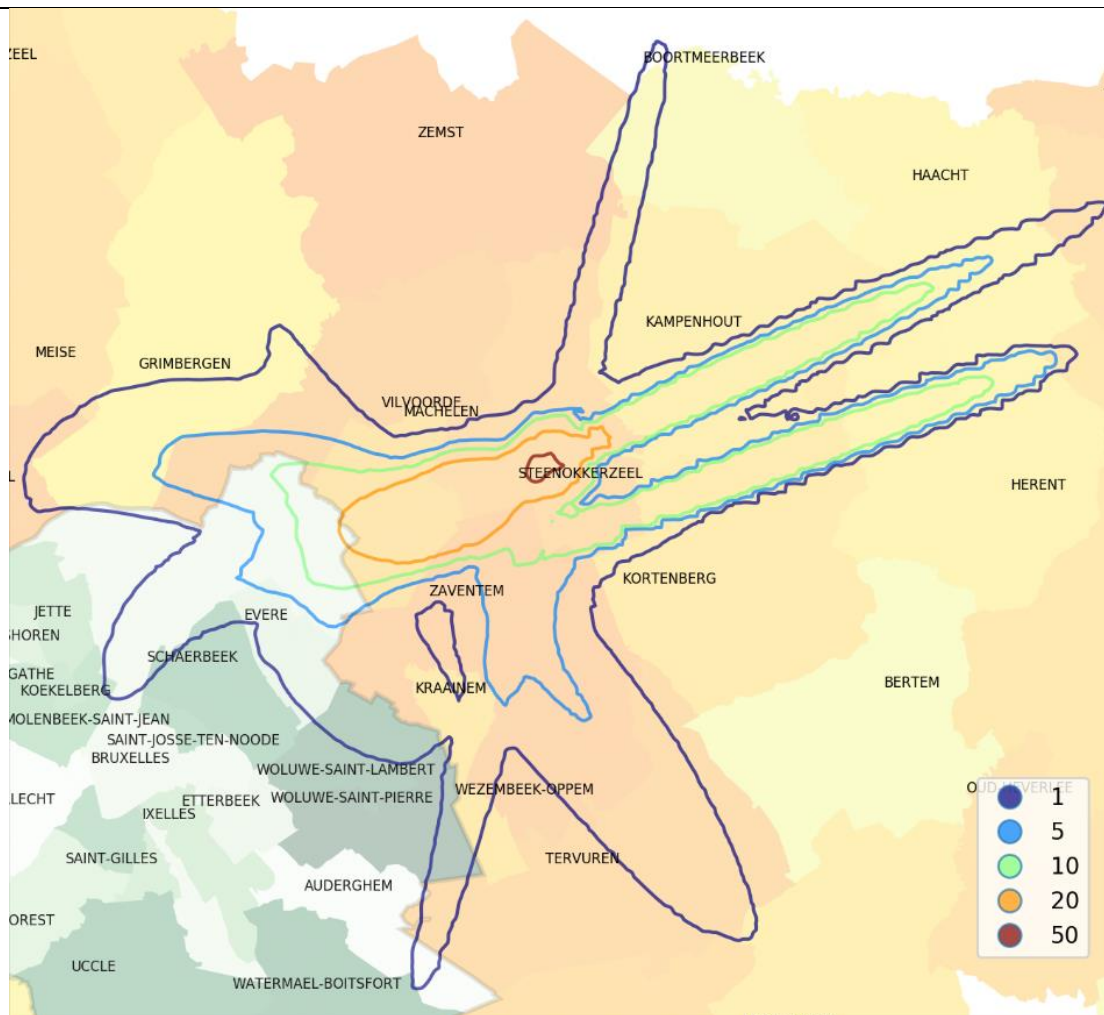 ZEEL
BOORTMEERBEEK
ZEMST
HAACHT
KAMPENHOUT
MEISE
GRIMBERGEN
VILVOORDE
MACHELEN
STEENOKKERZEEL
L
HERENT
KORTENBERG
ZAVENTEM
JETTE
EVERE
SHOREN
SCHAERBEEK
GATHE
KOEKELBERG
KRAAINEM
BERTEM
MOLENBEEK-SAINT-JEAN
SAINT-JOSSE-TEN-NOODE
BRUXELLES
WOLUWE-SAINT-LAMBERT
OUD-HEVERLEE
WEZEMBEEK-OPPEM
LECHT
ETTERBEEK
WOLUWE-SAINT-PIERRE
IXELLES
SAINT-GILLES
TERVUREN
AUDERGHEM
OREST
UCCLE
WATERMAEL-BOITSFORT
1
5
10
20
50